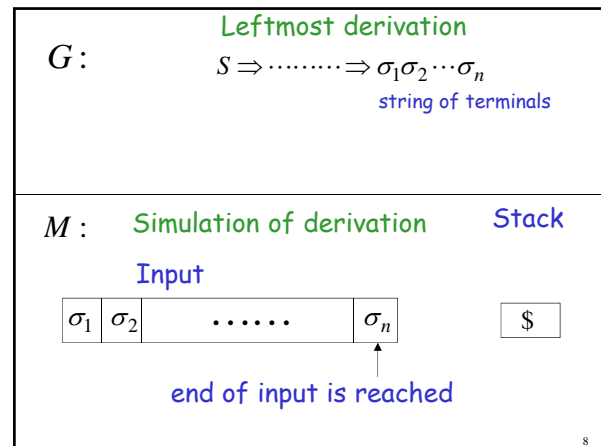 Leftmost derivation
G : S ⇒ ········· ⇒ σ₁σ₂ ··· σₙ
string of terminals
M : Simulation of derivation Stack
Input
σ₁ σ₂ ...... σₙ $
end of input is reached
8